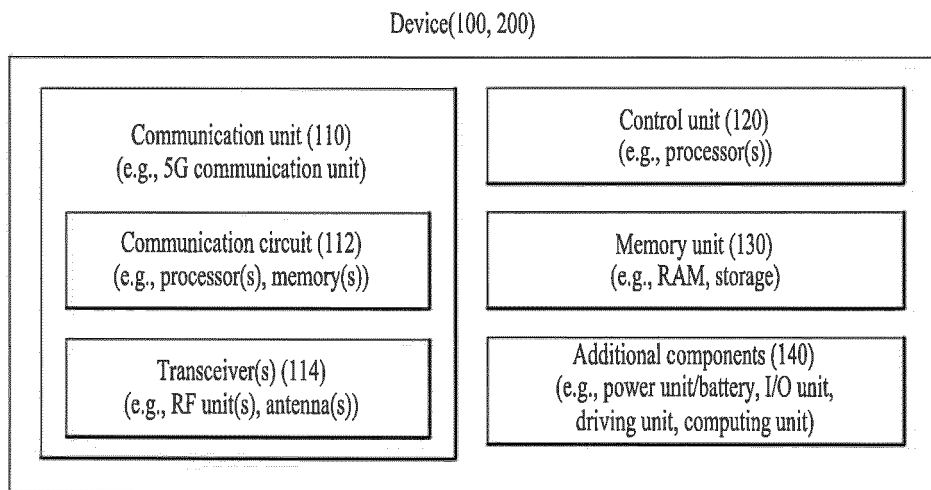 Device(100, 200)
Communication unit (110)
(e.g., 5G communication unit)
Communication circuit (112)
(e.g., processor(s), memory(s))
Transceiver(s) (114)
(e.g., RF unit(s), antenna(s))
Control unit (120)
(e.g., processor(s))
Memory unit (130)
(e.g., RAM, storage)
Additional components (140)
(e.g., power unit/battery, I/O unit,
driving unit, computing unit)